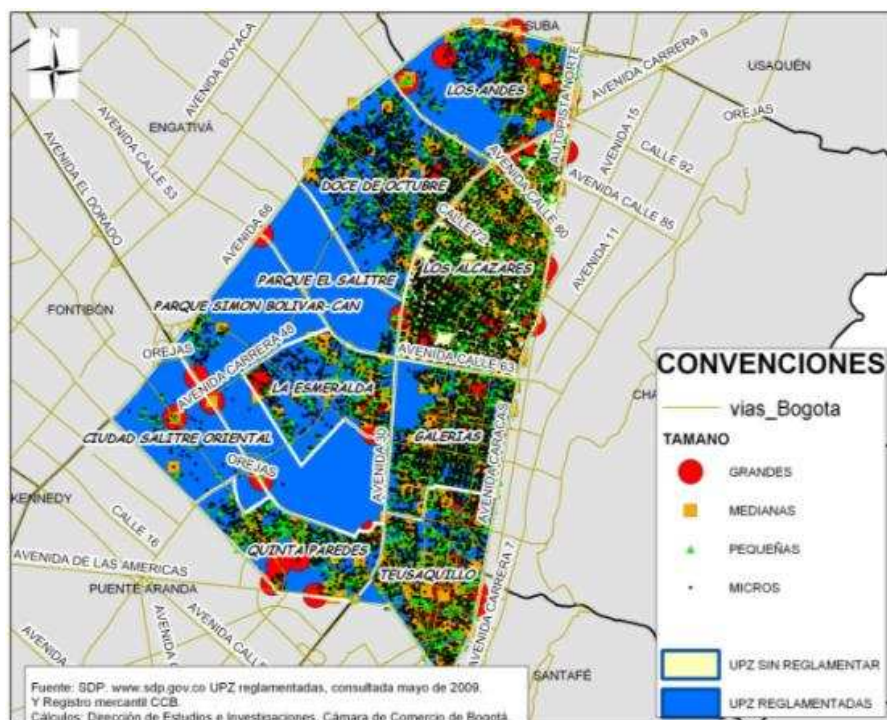 N
SUBA
USAQUÉN
AVENIDA BOYACA
AVENIDA CARRERA 9
LOS ANDES
AUTOPISTA NORTE
AVENIDA 15
OREJAS
ENGATIVÁ
AVENIDA CALLE 53
CALLE 92
AVENIDA EL DORADO
DOCE DE OCTUBRE
AVENIDA CALLE 80
AVENIDA CALLE 85
AVENIDA 68
CALLE 72
AVENIDA 11
LOS ALCAZARES
PARQUE EL SALITRE
PARQUE SIMON BOLIVAR-CAN
FONTIBÓN
OREJAS
AVENIDA CARRERA 48
AVENIDA CALLE 63
LA ESMERALDA
CHA
CIUDAD SALITRE ORIENTAL
GALERIAS
OREJAS
AVENIDA 30
AVENIDA CARACAS
KENNEDY
CALLE 16
QUINTA PAREDES
TEUSAQUILLO
AVENIDA DE LAS AMERICAS
PUENTE ARANDA
AVENIDA CARRERA 7
AVENIDA
AVENIDA CALLE
SANTAFÉ
CONVENCIONES
vias_Bogota
TAMANO
GRANDES
MEDIANAS
PEQUEÑAS
MICROS
UPZ SIN REGLAMENTAR
UPZ REGLAMENTADAS
Fuente: SDP: www.sdp.gov.co UPZ reglamentadas, consultada mayo de 2009.
Y Registro mercantil CCB.
Cálculos: Dirección de Estudios e Investigaciones. Cámara de Comercio de Bogotá